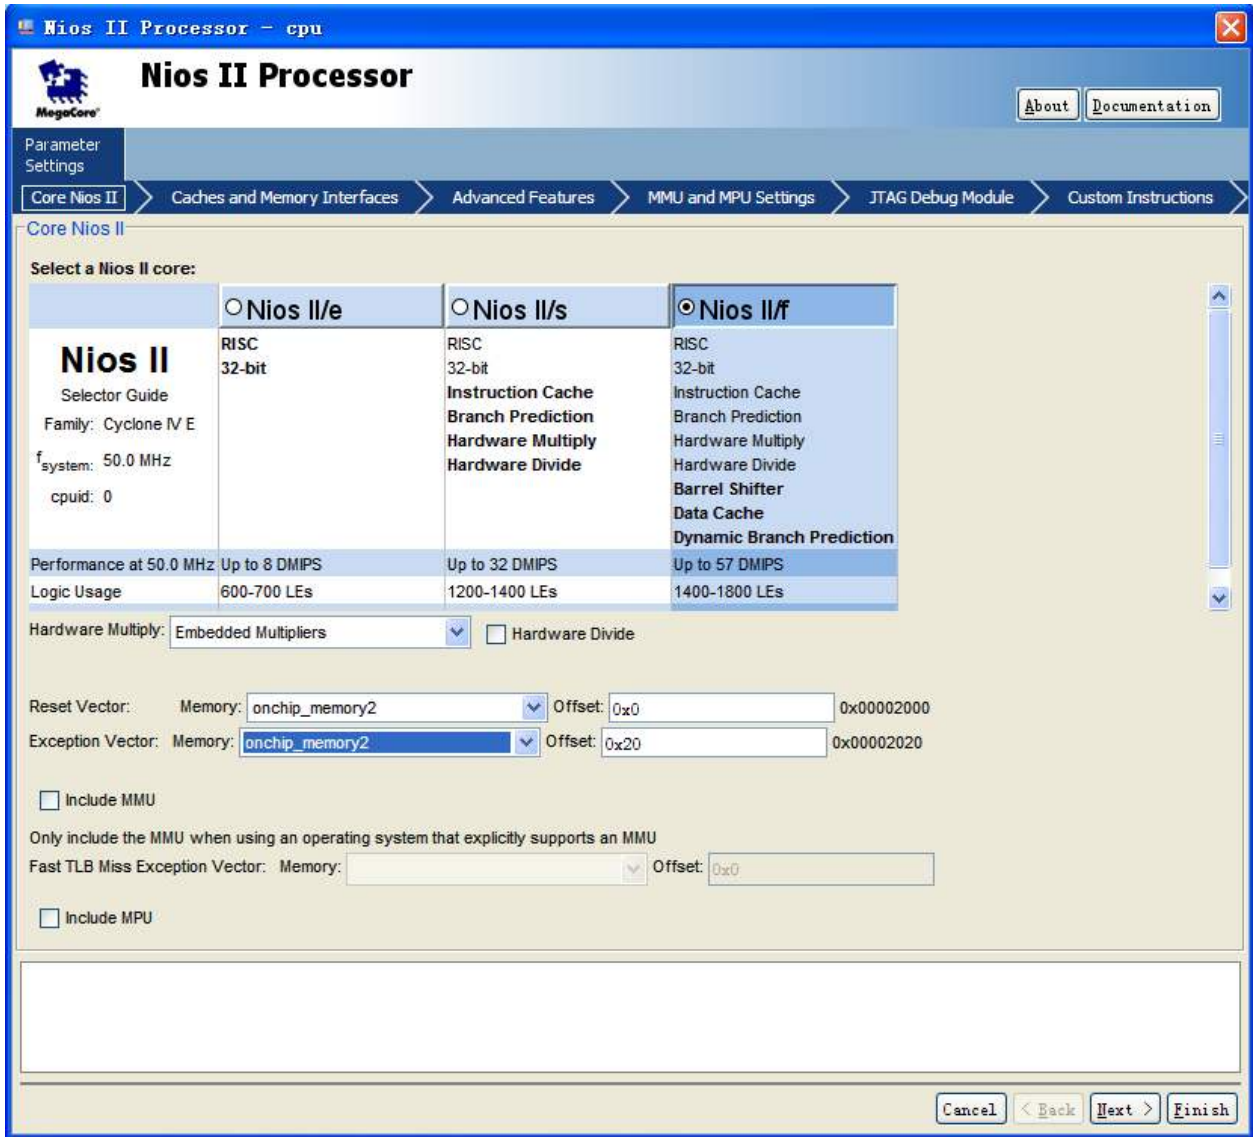 Nios II Processor - cpu
MegaCore®
Nios II Processor
About
Documentation
Parameter
Settings
Core Nios II
Caches and Memory Interfaces
Advanced Features
MMU and MPU Settings
JTAG Debug Module
Custom Instructions
Core Nios II
Select a Nios II core:
Nios II/e
Nios II/s
Nios II/f
Nios II
Selector Guide
Family: Cyclone IV E
fsystem: 50.0 MHz
cpuid: 0
RISC
32-bit
RISC
32-bit
Instruction Cache
Branch Prediction
Hardware Multiply
Hardware Divide
RISC
32-bit
Instruction Cache
Branch Prediction
Hardware Multiply
Hardware Divide
Barrel Shifter
Data Cache
Dynamic Branch Prediction
Performance at 50.0 MHz Up to 8 DMIPS Up to 32 DMIPS Up to 57 DMIPS
Logic Usage 600-700 LEs 1200-1400 LEs 1400-1800 LEs
Hardware Multiply: Embedded Multipliers Hardware Divide
Reset Vector: Memory: onchip_memory2 Offset: 0x0 0x00002000
Exception Vector: Memory: onchip_memory2 Offset: 0x20 0x00002020
Include MMU
Only include the MMU when using an operating system that explicitly supports an MMU
Fast TLB Miss Exception Vector: Memory: Offset: 0x0
Include MPU
Cancel < Back Next > Finish